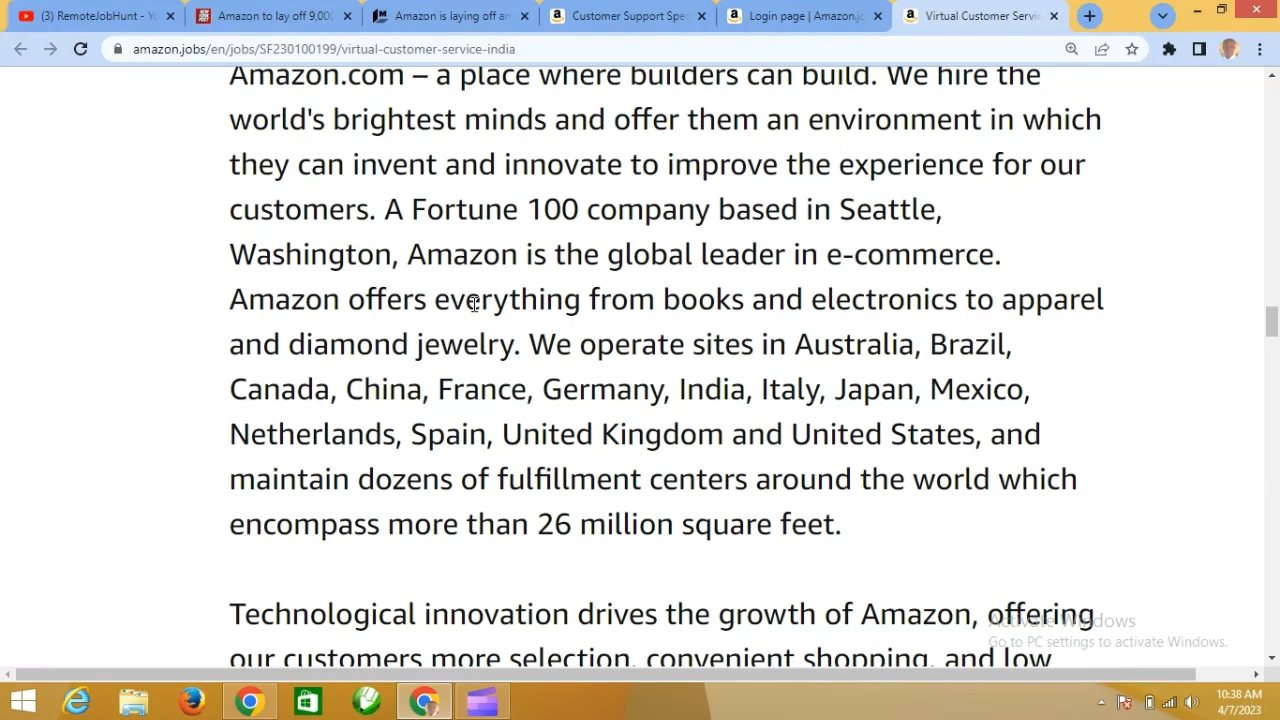 (3) RemoteJobHunt - Yo
Amazon to lay off 9,000
Amazon is laying off an
Customer Support Spec
Login page | Amazon.jo
Virtual Customer Servic
amazon.jobs/en/jobs/SF230100199/virtual-customer-service-india
Amazon.com – a place where builders can build. We hire the
world's brightest minds and offer them an environment in which
they can invent and innovate to improve the experience for our
customers. A Fortune 100 company based in Seattle,
Washington, Amazon is the global leader in e-commerce.
Amazon offers everything from books and electronics to apparel
and diamond jewelry. We operate sites in Australia, Brazil,
Canada, China, France, Germany, India, Italy, Japan, Mexico,
Netherlands, Spain, United Kingdom and United States, and
maintain dozens of fulfillment centers around the world which
encompass more than 26 million square feet.
Technological innovation drives the growth of Amazon, offering
our customers more selection, convenient shopping, and low
Activate Windows
Go to PC settings to activate Windows.
10:38 AM
4/7/2023